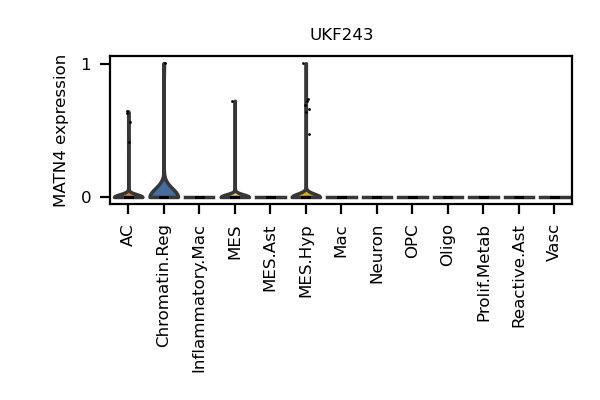 UKF243
MATN4 expression
1
0
AC
Chromatin.Reg
Inflammatory.Mac
MES
MES.Ast
MES.Hyp
Mac
Neuron
OPC
Oligo
Prolif.Metab
Reactive.Ast
Vasc